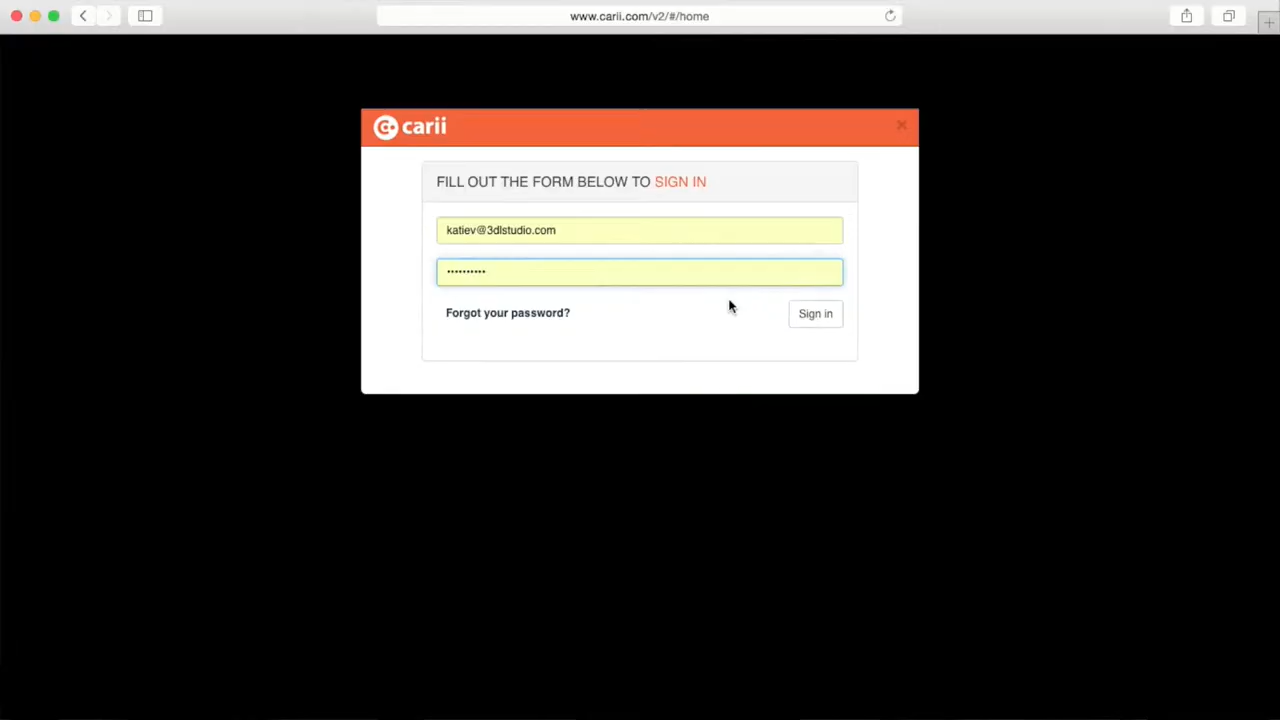 www.carii.com/v2/#/home
carii
FILL OUT THE FORM BELOW TO SIGN IN
katiev@3dlstudio.com
••••••••••
Forgot your password?
Sign in